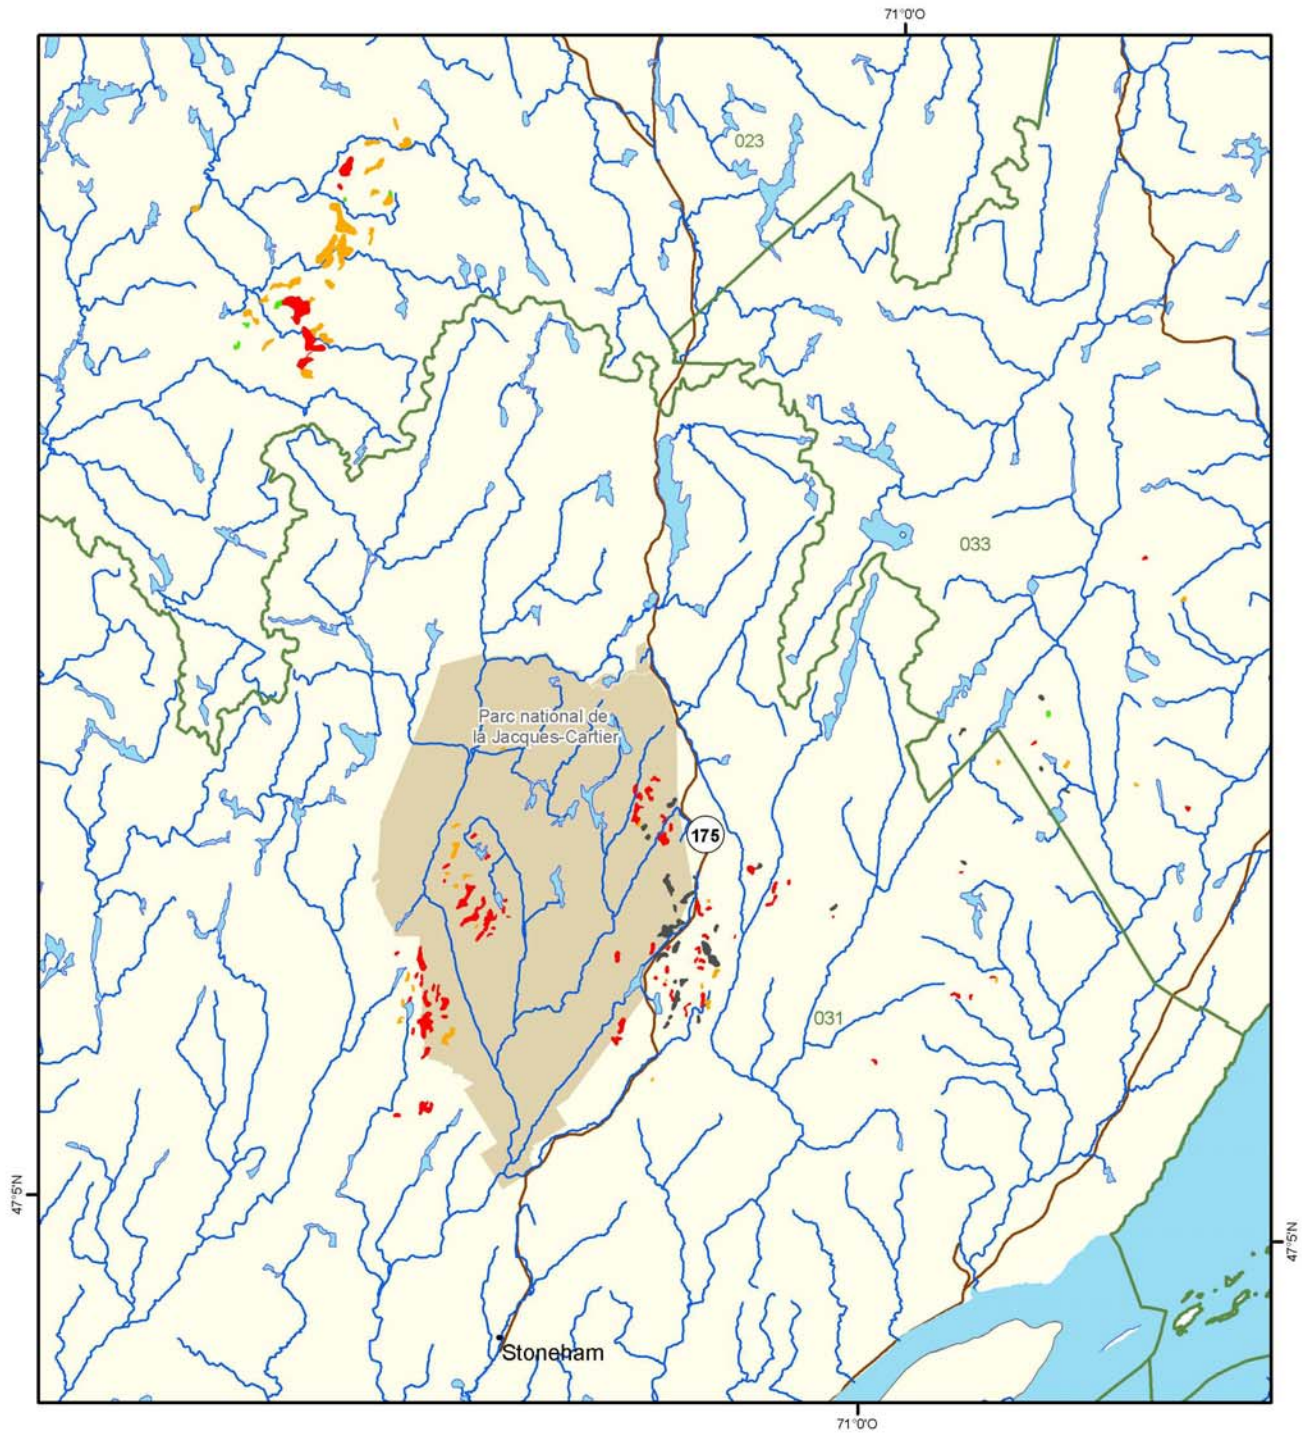 71°0'O
023
033
Parc national de
la Jacques-Cartier
175
031
47°5'N
47°5'N
Stoneham
71°0'O